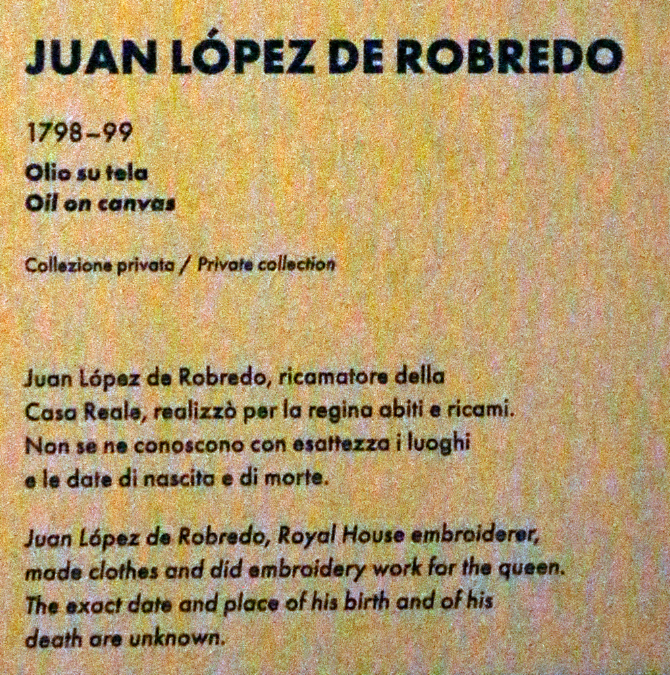 JUAN LÓPEZ DE ROBREDO
1798–99
Olio su tela
Oil on canvas
Collezione privata / Private collection
Juan López de Robredo, ricamatore della
Casa Reale, realizzò per la regina abiti e ricami.
Non se ne conoscono con esattezza i luoghi
e le date di nascita e di morte.
Juan López de Robredo, Royal House embroiderer,
made clothes and did embroidery work for the queen.
The exact date and place of his birth and of his
death are unknown.